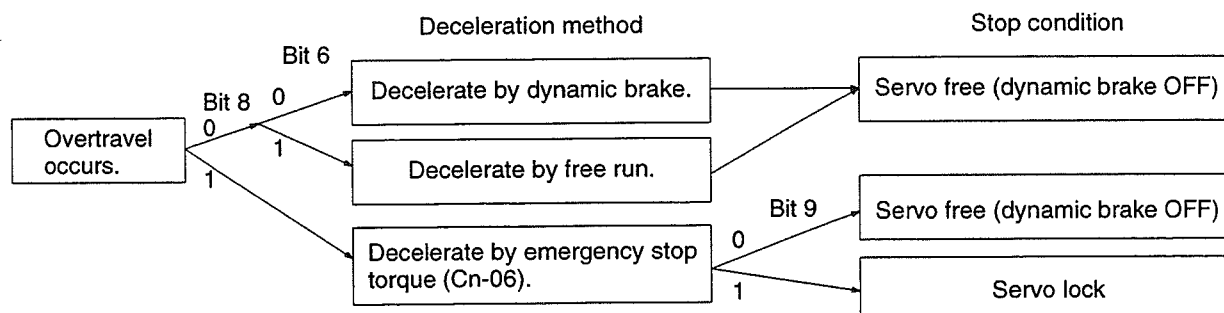 Deceleration method
Stop condition
Bit 6
Decelerate by dynamic brake.
Servo free (dynamic brake OFF)
Bit 8
0
0
Overtravel
occurs.
1
Decelerate by free run.
1
Bit 9
Servo free (dynamic brake OFF)
Decelerate by emergency stop
torque (Cn-06).
0
1
Servo lock